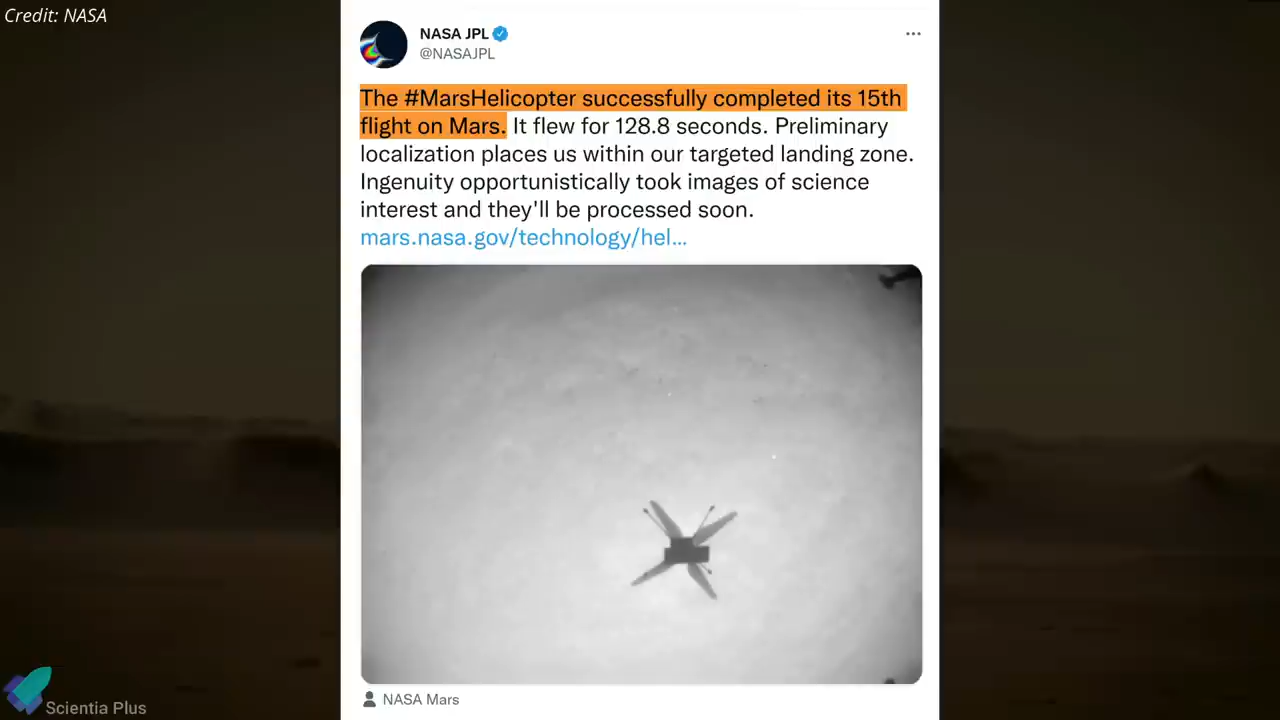 Credit: NASA
NASA JPL
@NASAJPL
The #MarsHelicopter successfully completed its 15th
flight on Mars. It flew for 128.8 seconds. Preliminary
localization places us within our targeted landing zone.
Ingenuity opportunistically took images of science
interest and they'll be processed soon.
mars.nasa.gov/technology/hel...
NASA Mars
Scientia Plus